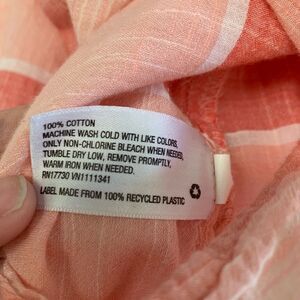 100% COTTON
MACHINE WASH COLD WITH LIKE COLORS,
ONLY NON-CHLORINE BLEACH WHEN NEEDED,
TUMBLE DRY LOW, REMOVE PROMPTLY,
WARM IRON WHEN NEEDED.
RN17730 VN1111341
LABEL MADE FROM 100% RECYCLED PLASTIC